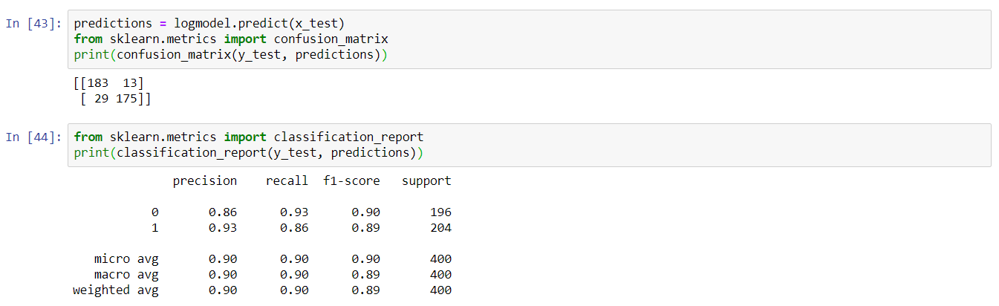 In [43]: predictions = logmodel.predict(x_test)
from sklearn.metrics import confusion_matrix
print(confusion_matrix(y_test, predictions))
[[183  13]
 [ 29 175]]
In [44]: from sklearn.metrics import classification_report
print(classification_report(y_test, predictions))
precision    recall  f1-score   support
0       0.86      0.93      0.90       196
1       0.93      0.86      0.89       204
micro avg       0.90      0.90      0.90       400
macro avg       0.90      0.90      0.89       400
weighted avg       0.90      0.90      0.89       400